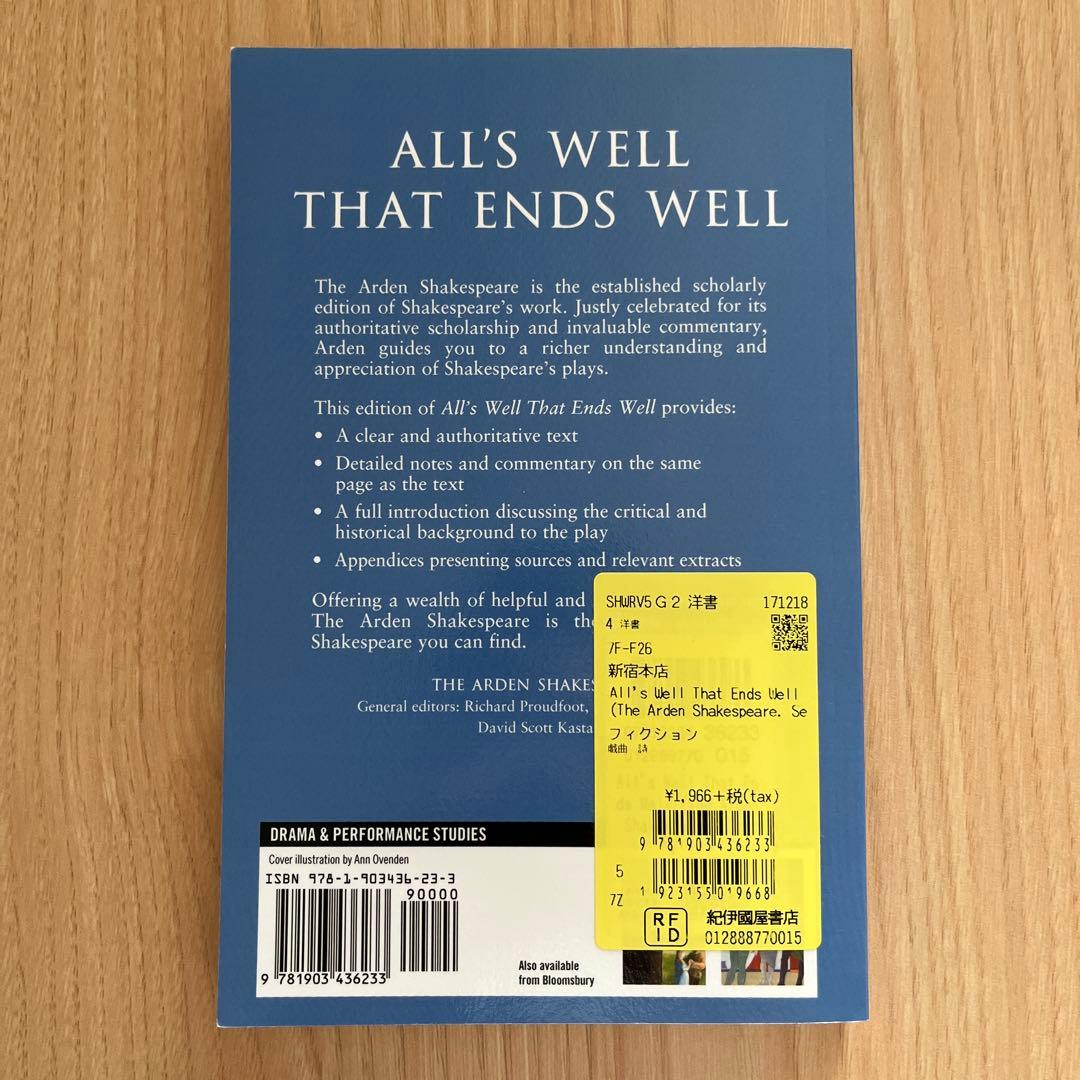 ALL'S WELL
THAT ENDS WELL
The Arden Shakespeare is the established scholarly
edition of Shakespeare's work. Justly celebrated for its
authoritative scholarship and invaluable commentary,
Arden guides you to a richer understanding and
appreciation of Shakespeare's plays.
This edition of All's Well That Ends Well provides:
• A clear and authoritative text
• Detailed notes and commentary on the same
page as the text
• A full introduction discussing the critical and
historical background to the play
• Appendices presenting sources and relevant extracts
Offering a wealth of helpful and
The Arden Shakespeare is the
Shakespeare you can find.
THE ARDEN SHAKES
General editors: Richard Proudfoot,
David Scott Kasta
SHWRV5G2 洋書 171218
4 洋書
7F-F26
新宿本店
All's Well That Ends Well
(The Arden Shakespeare. Se
フィクション
戯曲 詩
¥1,966+税(tax)
9 781903 436233
5
7Z
1 923155 019668
RF
ID
紀伊國屋書店
012888770015
DRAMA & PERFORMANCE STUDIES
Cover illustration by Ann Ovenden
ISBN 978-1-903436-23-3
90000
9 781903 436233
Also available
from Bloomsbury